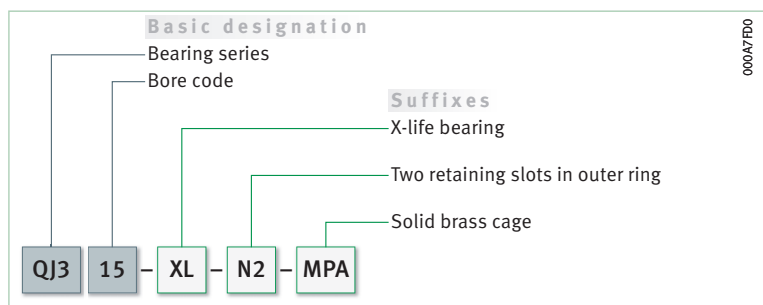 Basic designation
Bearing series
Bore code
Suffixes
X-life bearing
Two retaining slots in outer ring
Solid brass cage
QJ3 15 – XL – N2 – MPA
000A7FD0